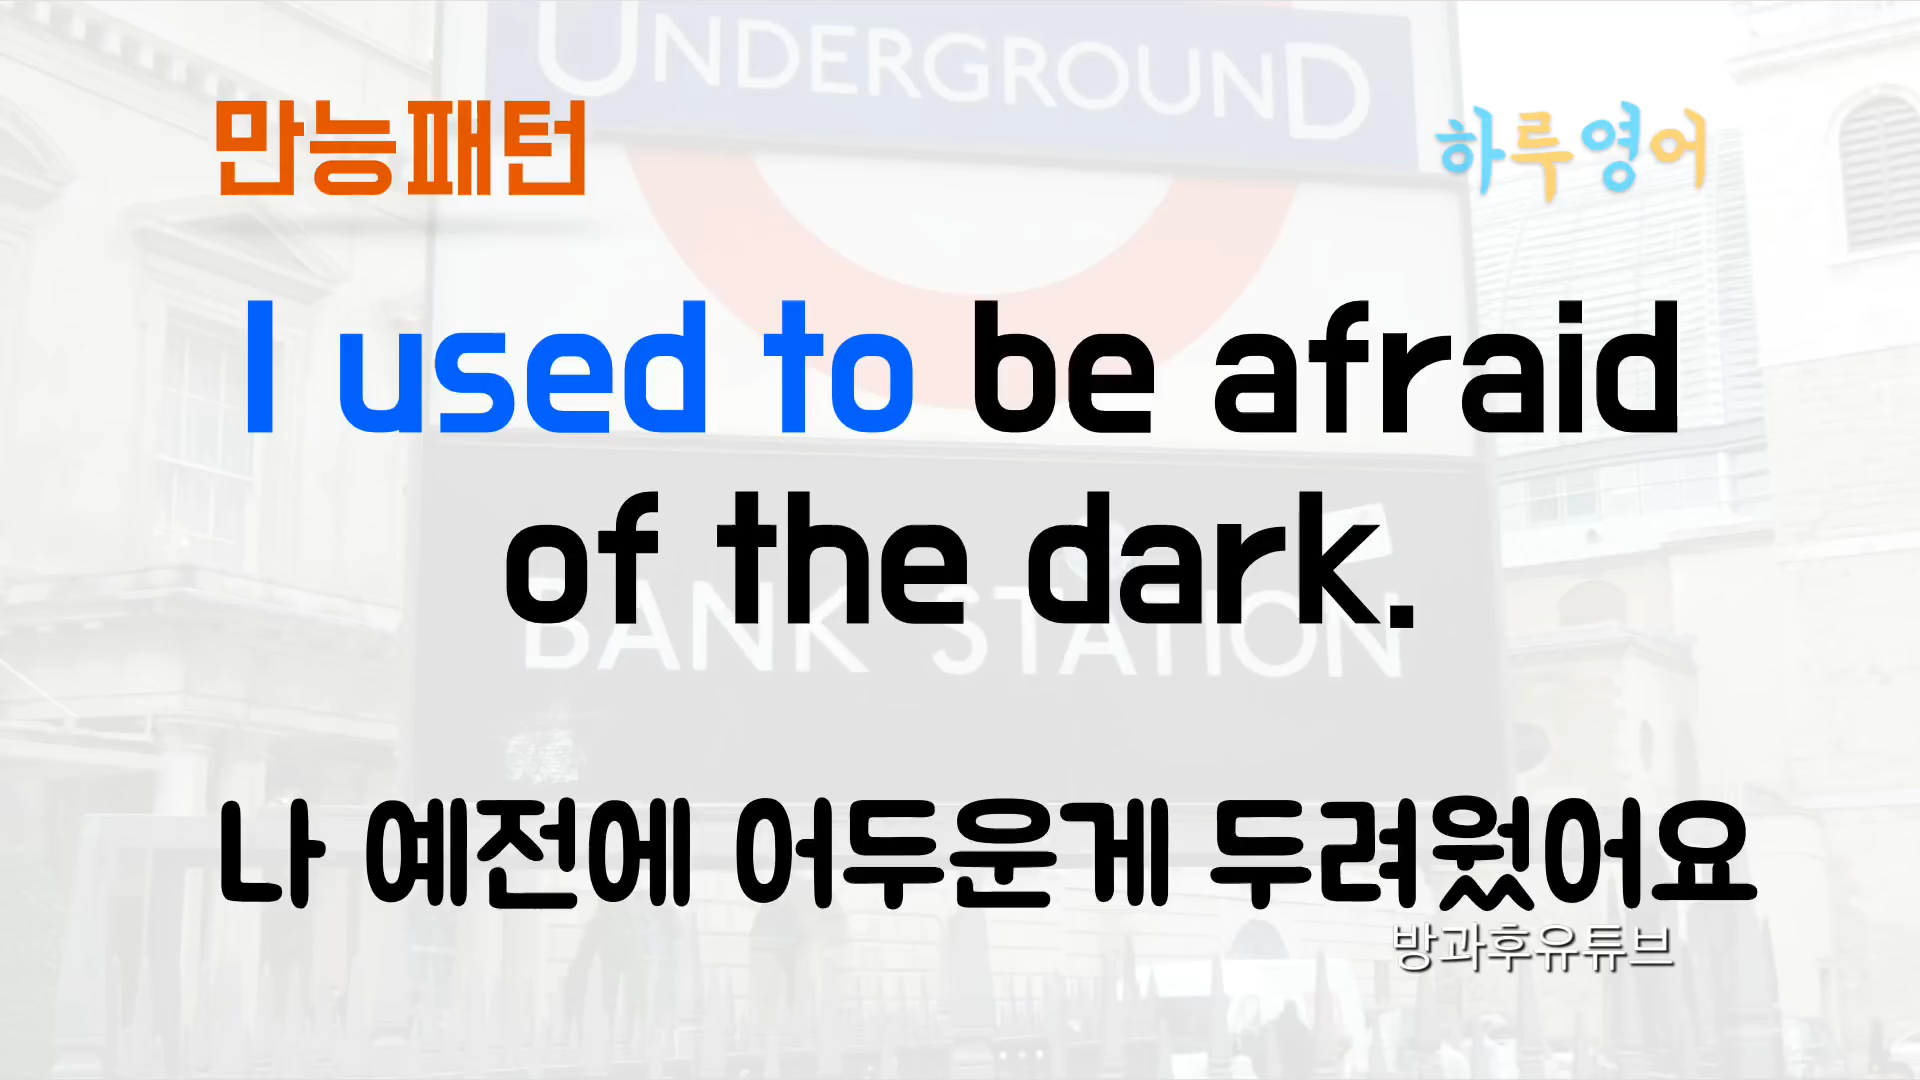 UNDERGROUND
만능패턴
하루영어
I used to be afraid
of the dark.
BANK STATION
나 예전에 어두운게 두려웠어요
방과후유튜브